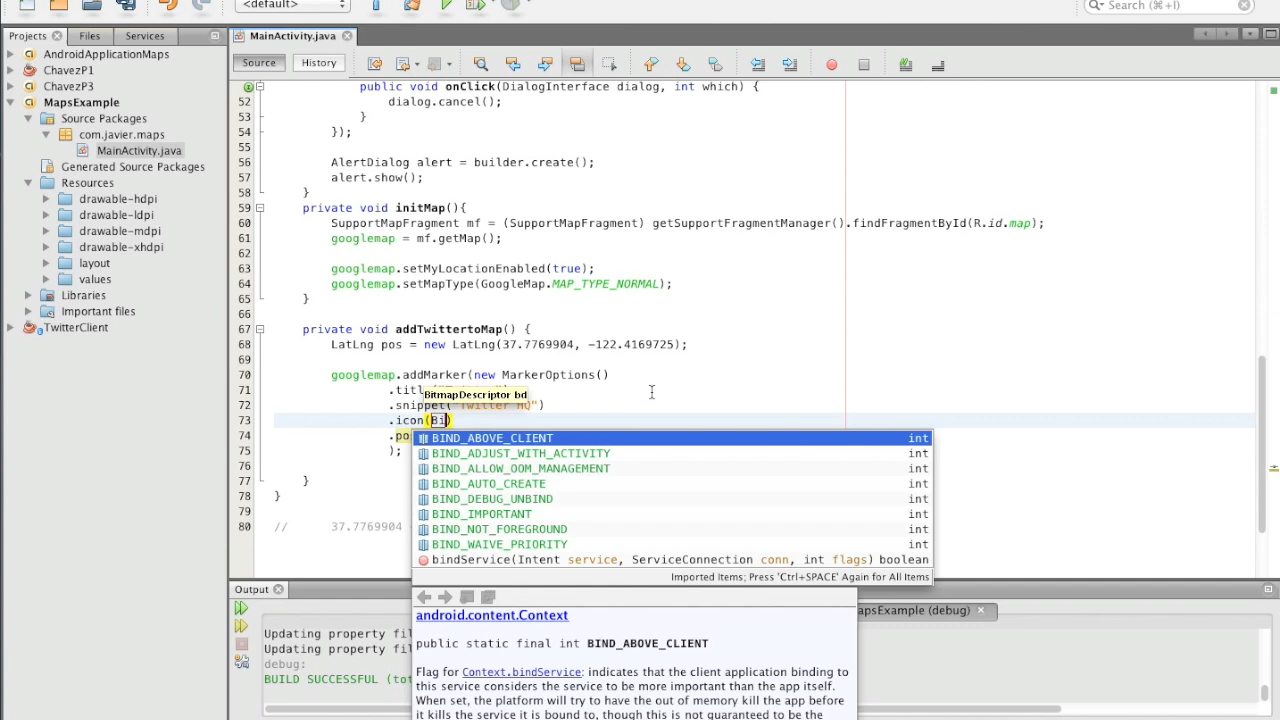 <default>
Search (⌘+I)
Projects
Files
Services
MainActivity.java
Source
History
AndroidApplicationMaps
ChavezP1
ChavezP3
MapsExample
Source Packages
com.javier.maps
MainActivity.java
Generated Source Packages
Resources
drawable-hdpi
drawable-ldpi
drawable-mdpi
drawable-xhdpi
layout
values
Libraries
Important files
TwitterClient
public void onClick(DialogInterface dialog, int which) {
52 dialog.cancel();
53 }
54 });
55
56 AlertDialog alert = builder.create();
57 alert.show();
58 }
59 private void initMap(){
60 SupportMapFragment mf = (SupportMapFragment) getSupportFragmentManager().findFragmentById(R.id.map);
61 googlemap = mf.getMap();
62
63 googlemap.setMyLocationEnabled(true);
64 googlemap.setMapType(GoogleMap.MAP_TYPE_NORMAL);
65 }
66
67 private void addTwittertoMap() {
68 LatLng pos = new LatLng(37.7769904, -122.4169725);
69
70 googlemap.addMarker(new MarkerOptions()
71 .titl
BitmapDescriptor bd
72 .snippet("Twitter HQ")
73 .icon(Bi)
74 .po
75 );
76
77 }
78 }
79
80 // 37.7769904
BIND_ABOVE_CLIENT int
BIND_ADJUST_WITH_ACTIVITY int
BIND_ALLOW_OOM_MANAGEMENT int
BIND_AUTO_CREATE int
BIND_DEBUG_UNBIND int
BIND_IMPORTANT int
BIND_NOT_FOREGROUND int
BIND_WAIVE_PRIORITY int
bindService(Intent service, ServiceConnection conn, int flags) boolean
Imported Items; Press 'Ctrl+SPACE' Again for All Items
android.content.Context
public static final int BIND_ABOVE_CLIENT
Flag for Context.bindService: indicates that the client application binding to
this service considers the service to be more important than the app itself.
When set, the platform will try to have the out of memory kill the app before
it kills the service it is bound to, though this is not guaranteed to be the
Output
apsExample (debug)
Updating property fil
Updating property fil
debug:
BUILD SUCCESSFUL (tot